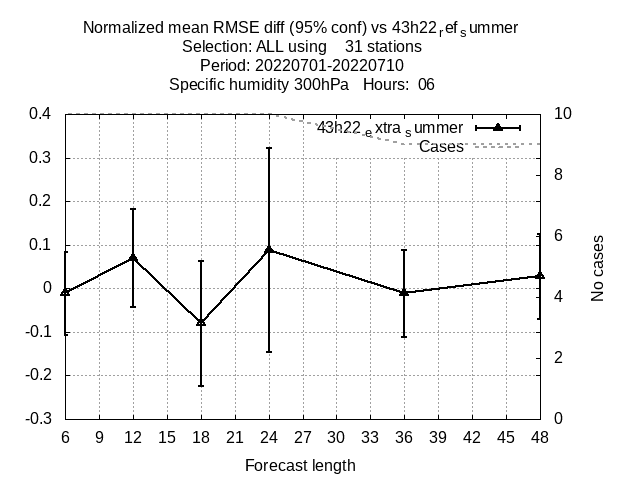 Normalized mean RMSE diff (95% conf) vs 43h22refsummer
Selection: ALL using 31 stations
Period: 20220701-20220710
Specific humidity 300hPa Hours: 06
0.4
0.3
0.2
0.1
0
-0.1
-0.2
-0.3
43h22extrasummer
Cases
10
8
6
4
2
0
No cases
6 9 12 15 18 21 24 27 30 33 36 39 42 45 48
Forecast length